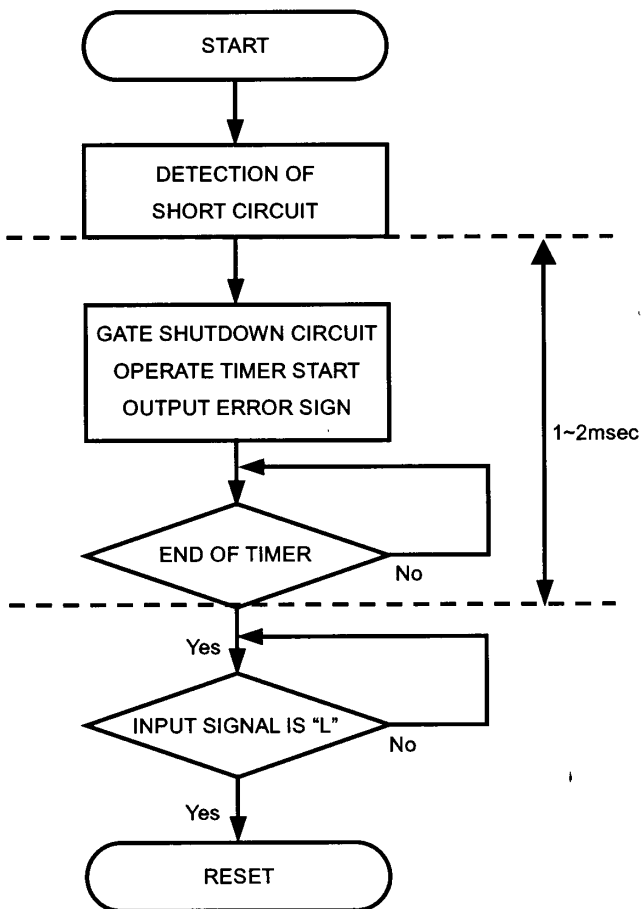 START
DETECTION OF
SHORT CIRCUIT
GATE SHUTDOWN CIRCUIT
OPERATE TIMER START
OUTPUT ERROR SIGN
1~2msec
END OF TIMER
No
Yes
INPUT SIGNAL IS “L”
No
Yes
RESET